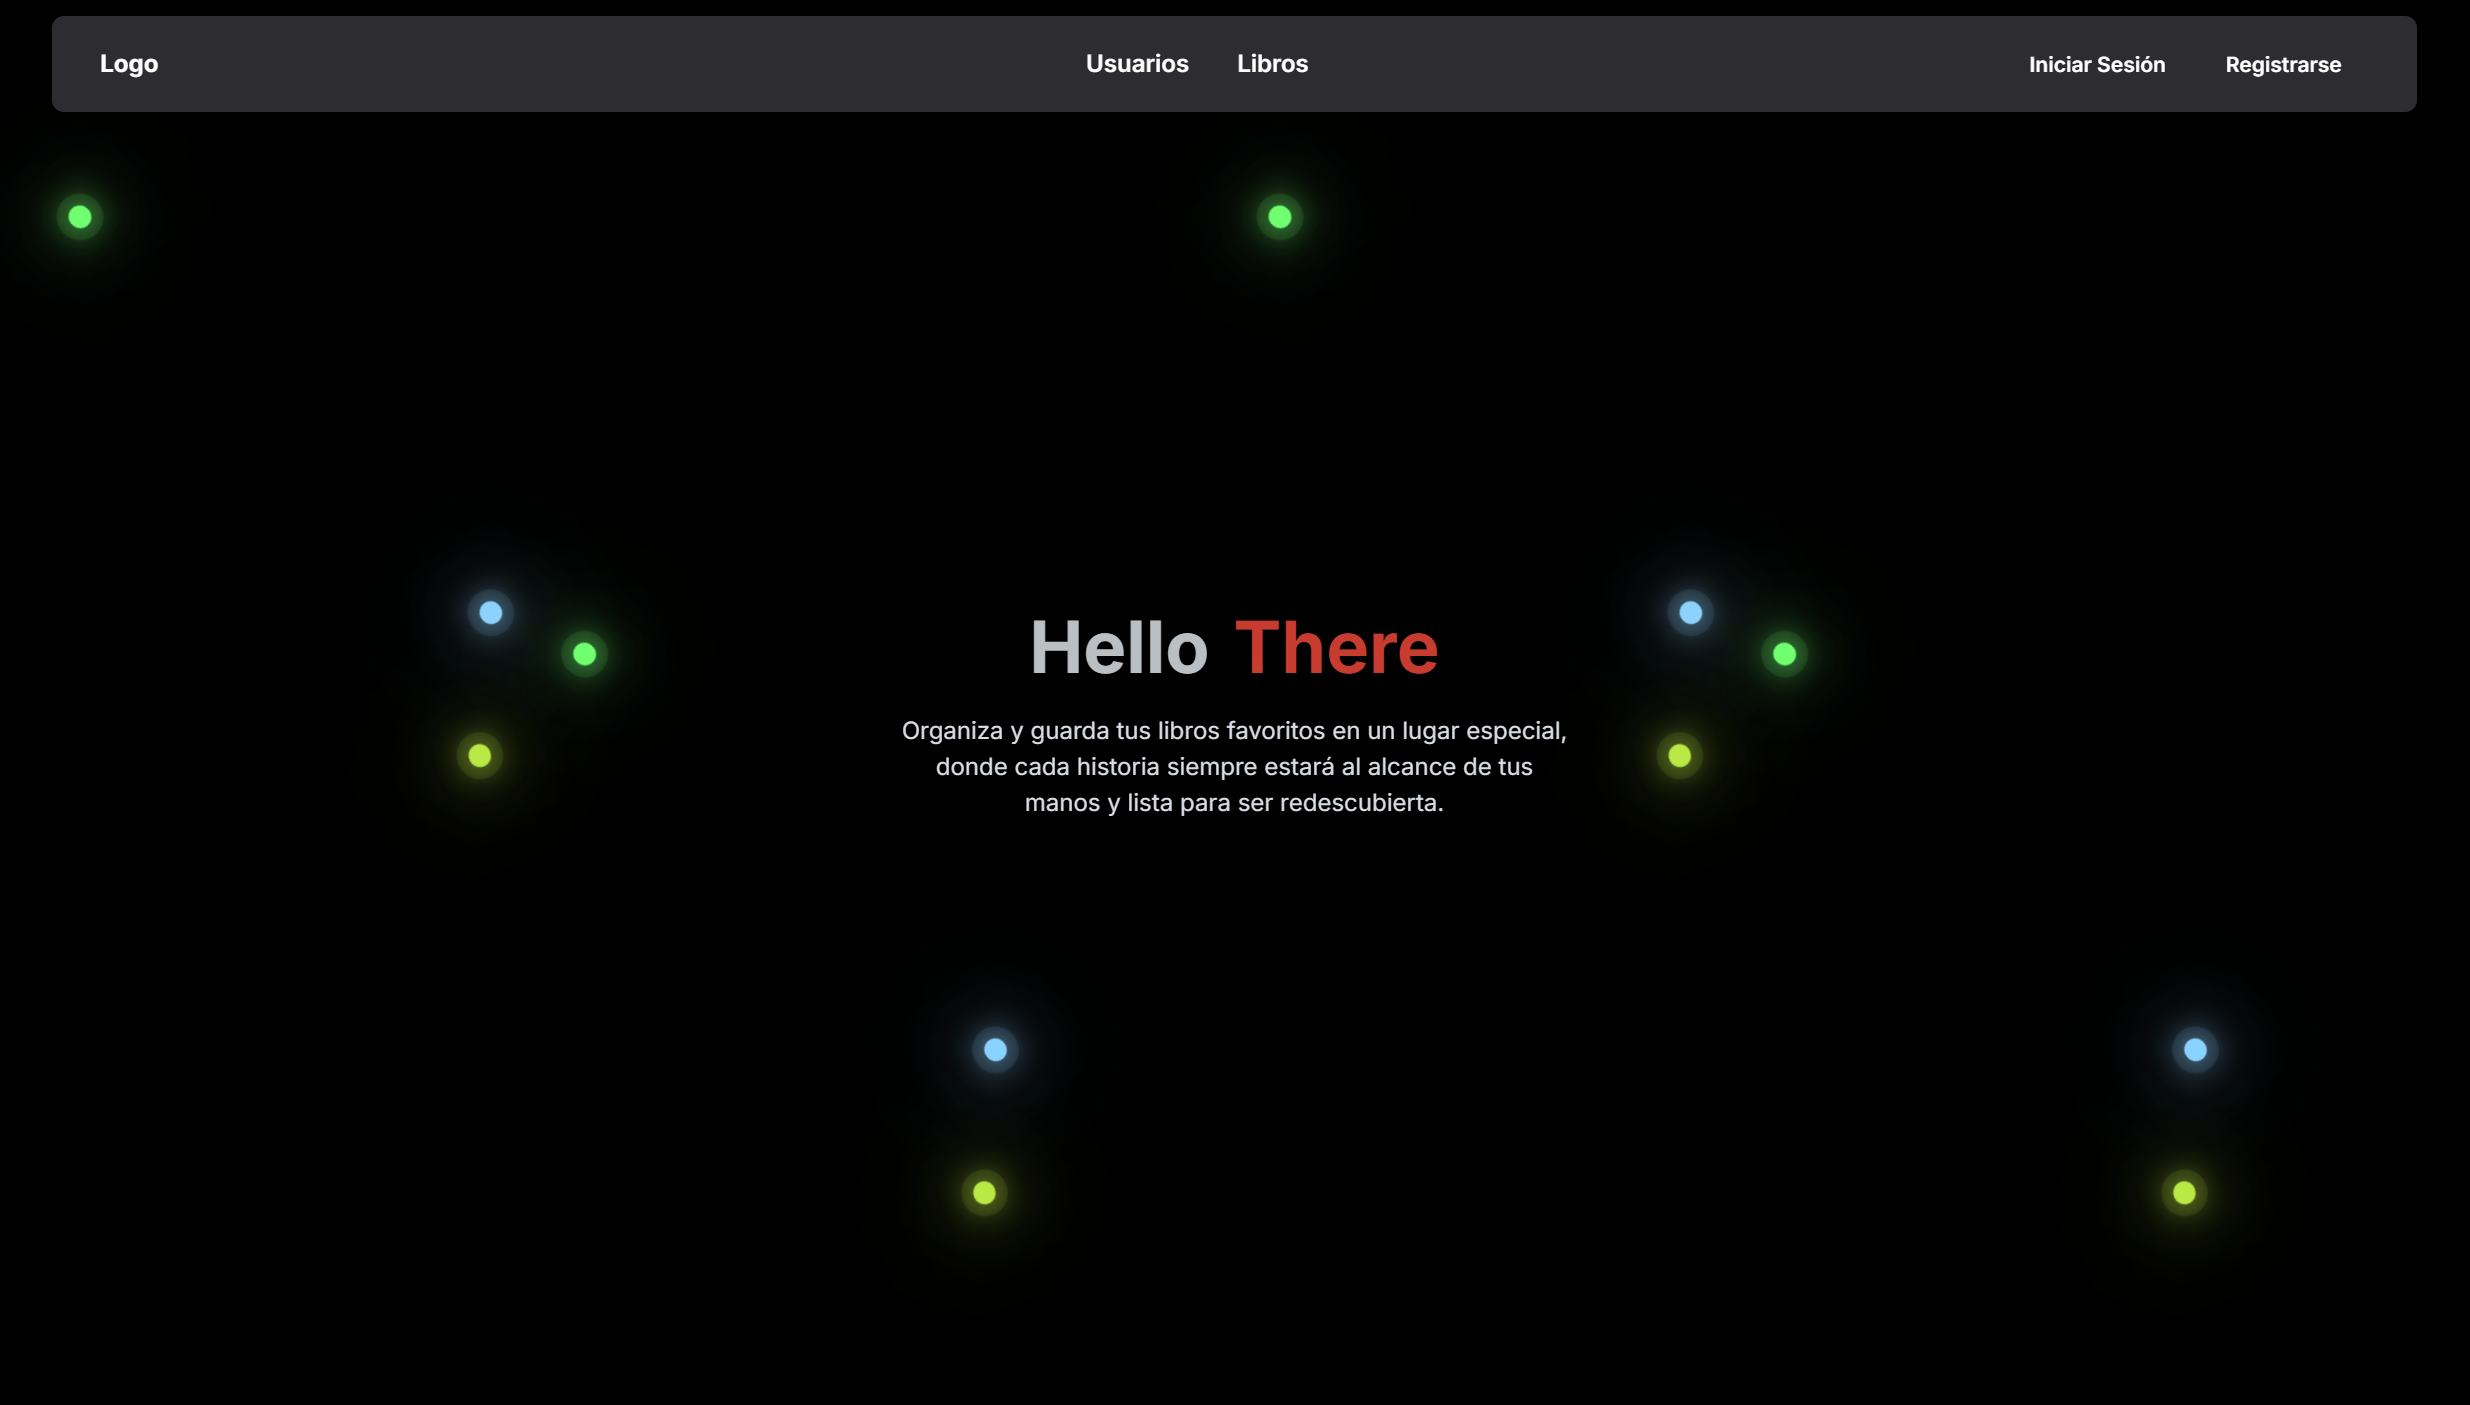 Logo
Usuarios
Libros
Iniciar Sesión
Registrarse
Hello There
Organiza y guarda tus libros favoritos en un lugar especial,
donde cada historia siempre estará al alcance de tus
manos y lista para ser redescubierta.